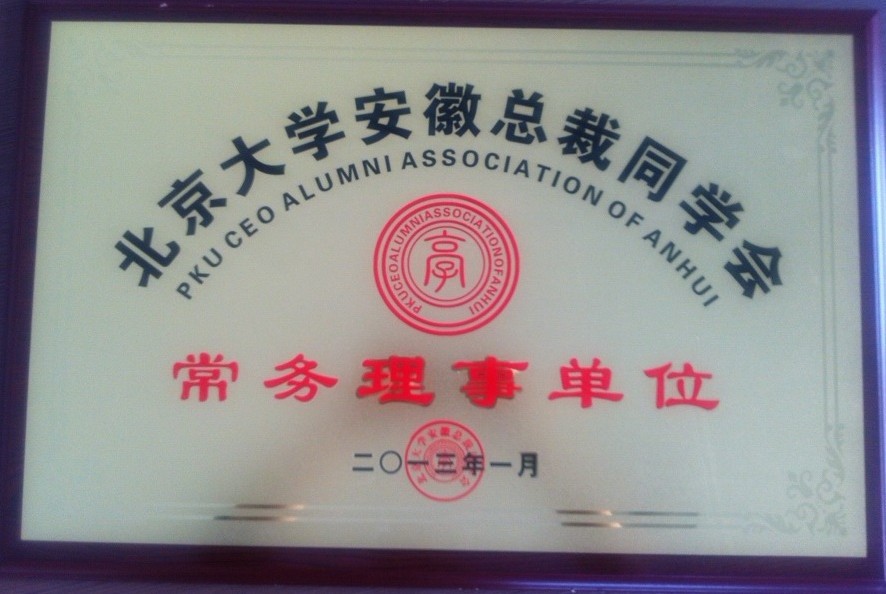 北京大学安徽总裁同学会
PKU CEO ALUMNI ASSOCIATION OF ANHUI
PKUCEOALUMNIASSOCIATIONOFANHUI
常务理事单位
二〇一三年一月